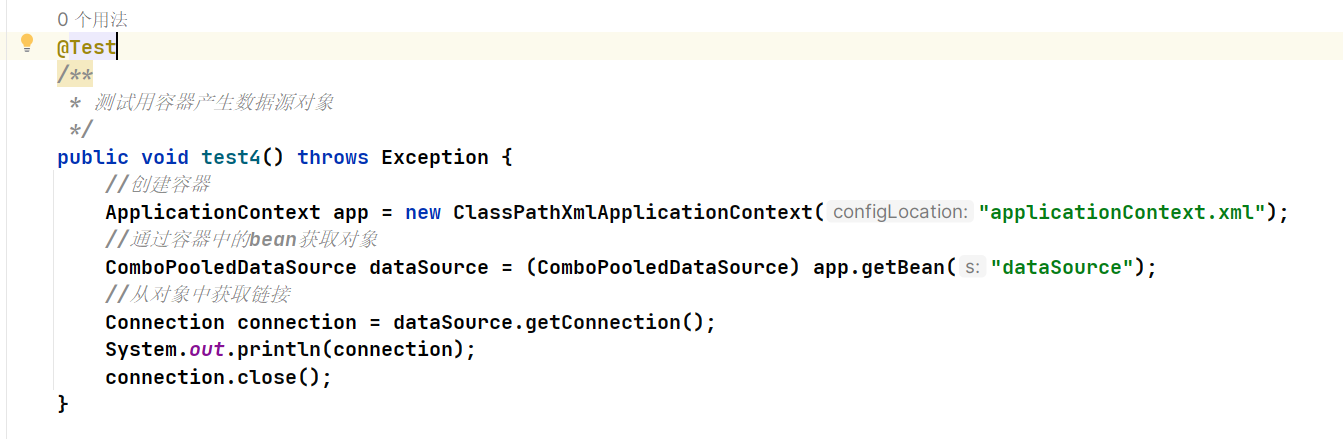 0 个用法
@Test
/**
 * 测试用容器产生数据源对象
 */
public void test4() throws Exception {
    //创建容器
    ApplicationContext app = new ClassPathXmlApplicationContext( configLocation: "applicationContext.xml");
    //通过容器中的bean获取对象
    ComboPooledDataSource dataSource = (ComboPooledDataSource) app.getBean( s: "dataSource");
    //从对象中获取链接
    Connection connection = dataSource.getConnection();
    System.out.println(connection);
    connection.close();
}